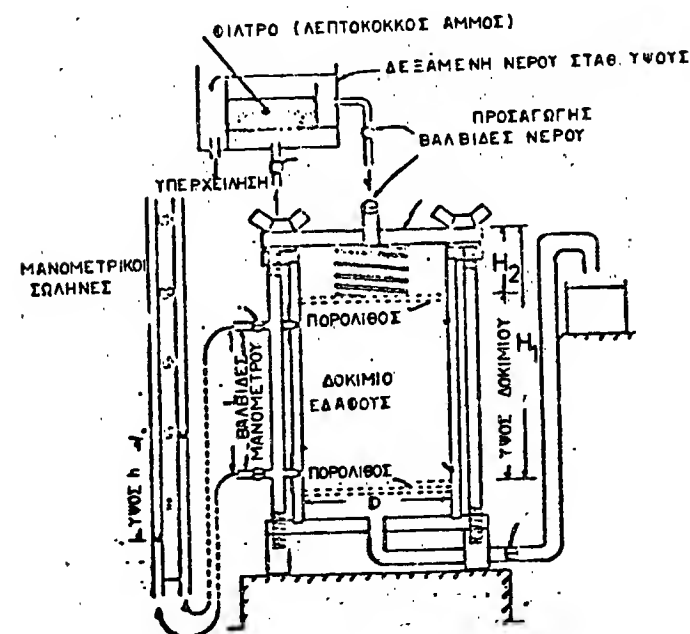 ΦΙΛΤΡΟ (ΛΕΠΤΟΚΟΚΚΟΣ ΑΜΜΟΣ)
ΔΕΞΑΜΕΝΗ ΝΕΡΟΥ ΣΤΑΘ. ΥΨΟΥΣ
ΠΡΟΣΑΓΩΓΗΣ
ΒΑΛΒΙΔΕΣ ΝΕΡΟΥ
ΥΠΕΡΧΕΙΛΗΣΗ
ΜΑΝΟΜΕΤΡΙΚΟΙ
ΣΩΛΗΝΕΣ
H2
ΠΟΡΟΛΙΘΟΣ
ΒΑΛΒΙΔΕΣ
ΜΑΝΟΜΕΤΡΟΥ
L
ΔΟΚΙΜΙΟ
ΕΔΑΦΟΥΣ
ΥΨΟΣ ΔΟΚΙΜΙΟΥ
H1
ΥΨΟΣ h
ΠΟΡΟΛΙΘΟΣ
D